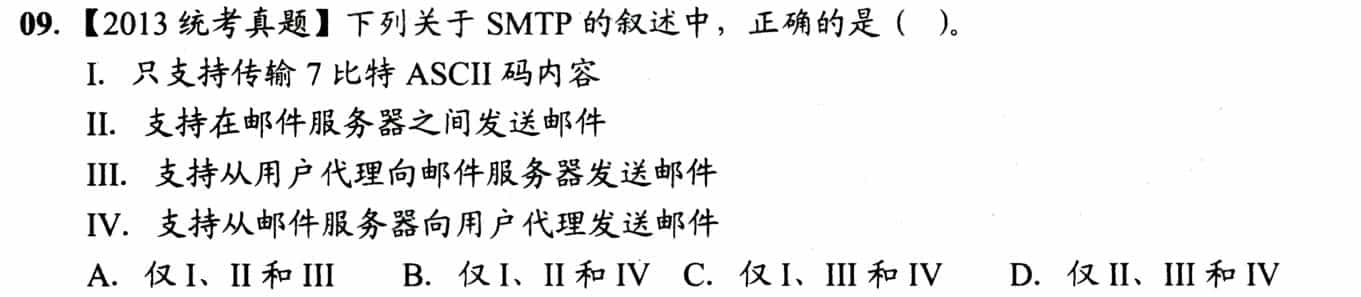 09. 【2013 统考真题】下列关于 SMTP 的叙述中，正确的是（ ）。
I. 只支持传输 7 比特 ASCII 码内容
II. 支持在邮件服务器之间发送邮件
III. 支持从用户代理向邮件服务器发送邮件
IV. 支持从邮件服务器向用户代理发送邮件
A. 仅 I、II 和 III B. 仅 I、II 和 IV C. 仅 I、III 和 IV D. 仅 II、III 和 IV